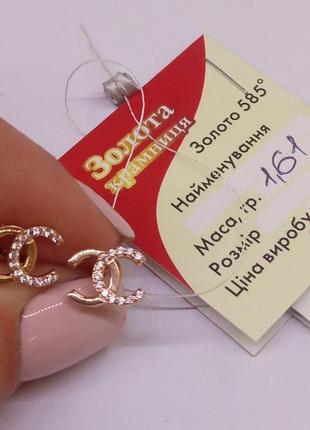 Золота
крамниця
Золото 585°
Найменування
Маса, гр. 1,61
Розмір
Ціна виробу